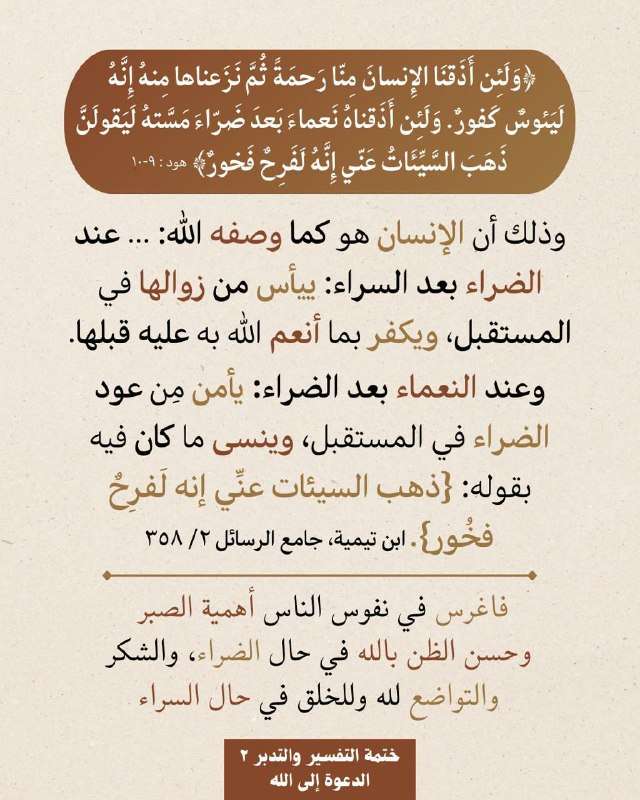 ﴿وَلَئِن أَذَقنَا الإِنسانَ مِنّا رَحمَةً ثُمَّ نَزَعناها مِنهُ إِنَّهُ
لَيَئوسٌ كَفورٌ. وَلَئِن أَذَقناهُ نَعماءَ بَعدَ ضَرّاءَ مَسَّتهُ لَيَقولَنَّ
ذَهَبَ السَّيِّئَاتُ عَنّي إِنَّهُ لَفَرِحٌ فَخورٌ﴾ هود: ٩-١٠
وذلك أن الإنسان هو كما وصفه الله: ... عند
الضراء بعد السراء: ييأس من زوالها في
المستقبل، ويكفر بما أنعم الله به عليه قبلها.
وعند النعماء بعد الضراء: يأمن مِن عود
الضراء في المستقبل، وينسى ما كان فيه
بقوله: {ذهب السيئات عنِّي إنه لَفرِحٌ
فخُور}. ابن تيمية، جامع الرسائل ٢/ ٣٥٨
فاغرس في نفوس الناس أهمية الصبر
وحسن الظن بالله في حال الضراء، والشكر
والتواضع لله وللخلق في حال السراء
ختمة التفسير والتدبر ٢
الدعوة إلى الله